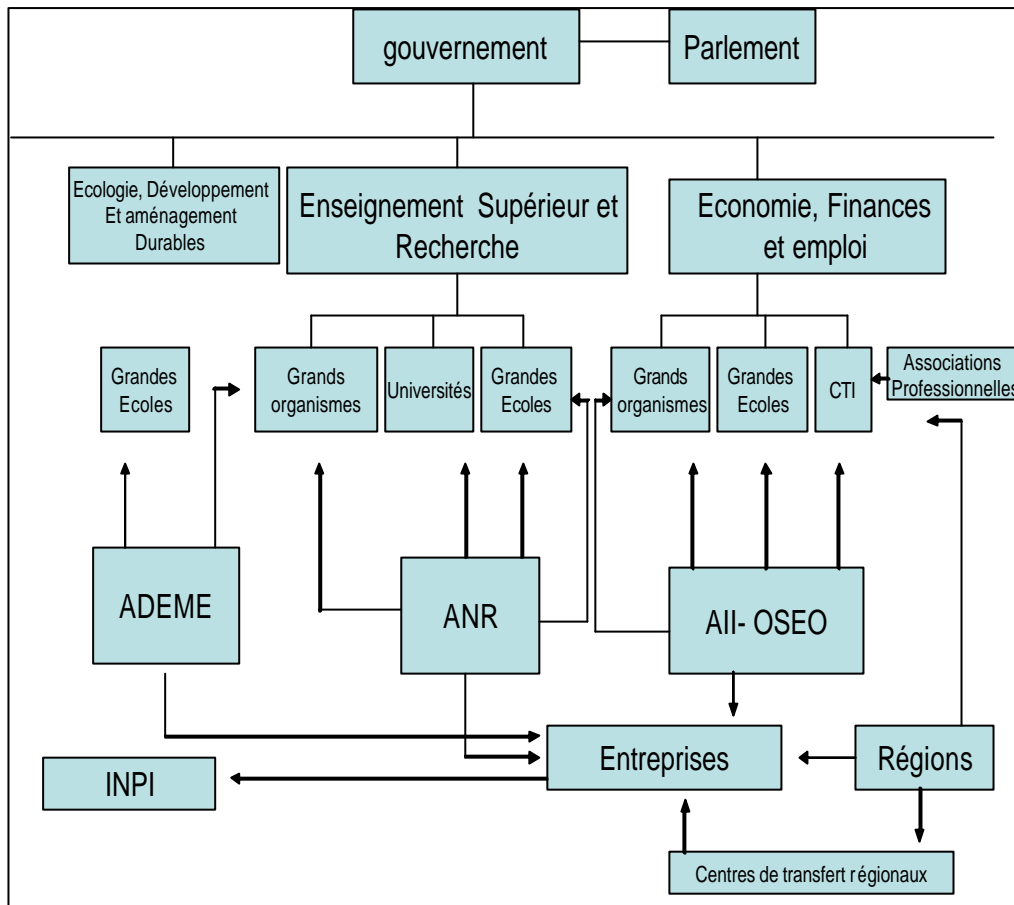 gouvernement
Parlement
Ecologie, Développement
Et aménagement
Durables
Enseignement Supérieur et
Recherche
Economie, Finances
et emploi
Grandes
Ecoles
Grands
organismes
Universités
Grandes
Ecoles
Grands
organismes
Grandes
Ecoles
CTI
Associations
Professionnelles
ADEME
ANR
AII- OSEO
Entreprises
Régions
INPI
Centres de transfert régionaux